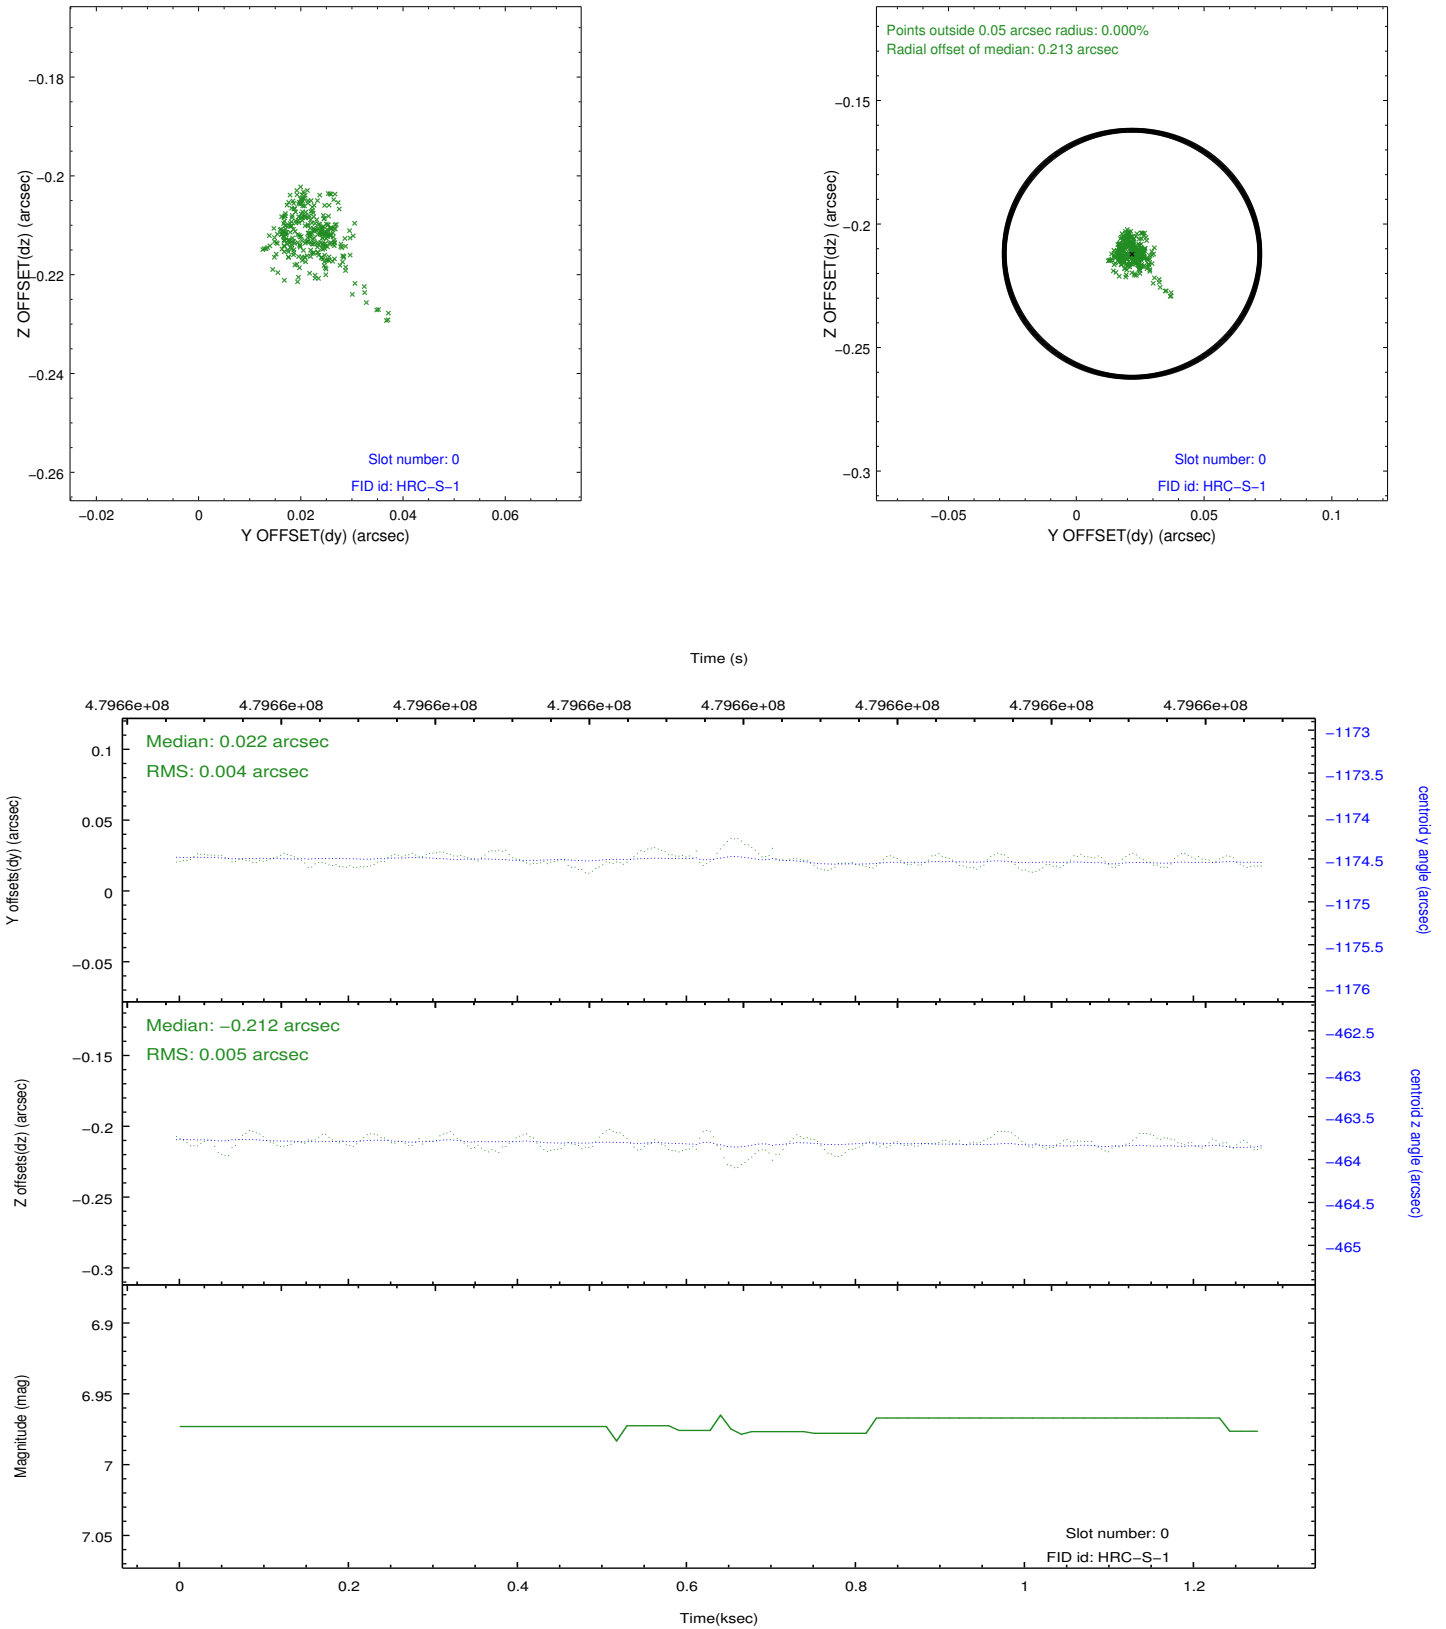 −0.18
−0.2
−0.22
−0.24
−0.26
Z OFFSET(dz) (arcsec)
Slot number: 0
FID id: HRC−S−1
−0.02
0
0.02
0.04
0.06
Y OFFSET(dy) (arcsec)
Points outside 0.05 arcsec radius: 0.000%
Radial offset of median: 0.213 arcsec
−0.15
−0.2
−0.25
−0.3
Z OFFSET(dz) (arcsec)
Slot number: 0
FID id: HRC−S−1
−0.05
0
0.05
0.1
Y OFFSET(dy) (arcsec)
Time (s)
4.7966e+08
4.7966e+08
4.7966e+08
4.7966e+08
4.7966e+08
4.7966e+08
4.7966e+08
4.7966e+08
Median: 0.022 arcsec
RMS: 0.004 arcsec
0.1
0.05
0
−0.05
Y offsets(dy) (arcsec)
−1173
−1173.5
−1174
−1174.5
−1175
−1175.5
−1176
centroid y angle (arcsec)
Median: −0.212 arcsec
RMS: 0.005 arcsec
−0.15
−0.2
−0.25
−0.3
Z offsets(dz) (arcsec)
−462.5
−463
−463.5
−464
−464.5
−465
centroid z angle (arcsec)
6.9
6.95
7
7.05
Magnitude (mag)
Slot number: 0
FID id: HRC−S−1
0
0.2
0.4
0.6
0.8
1
1.2
Time(ksec)